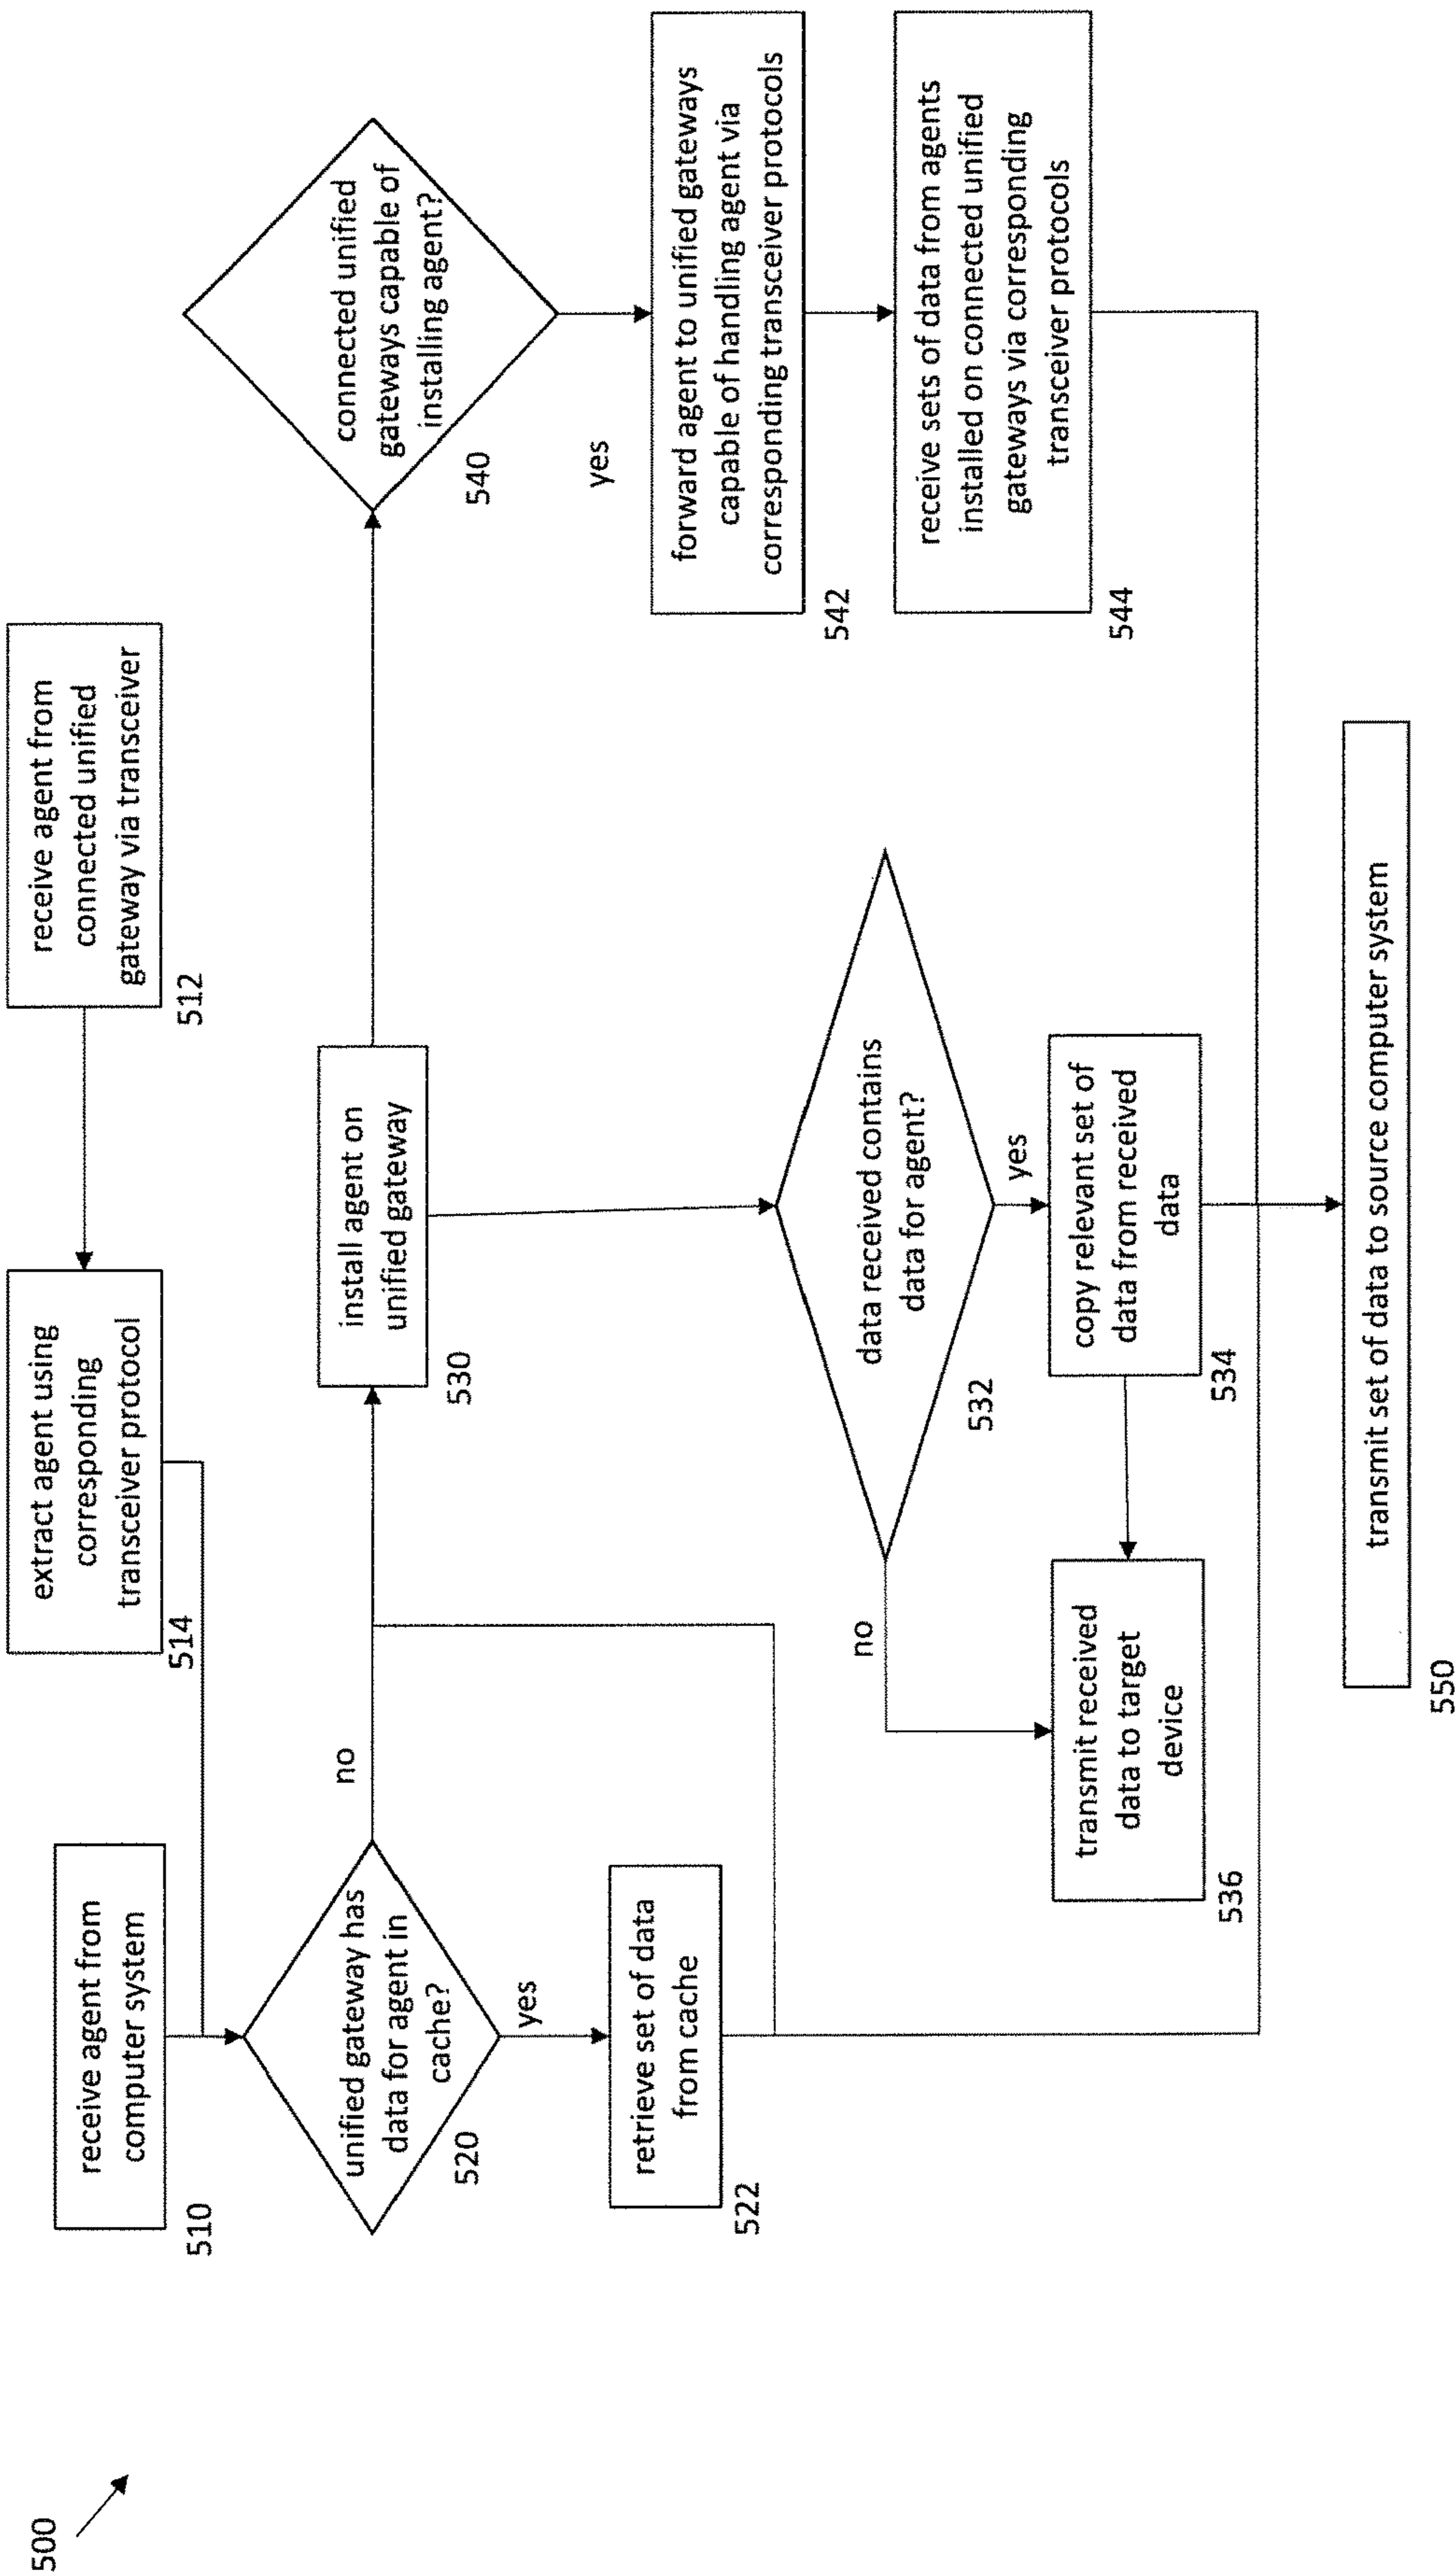 500
receive agent from
computer system
510
extract agent using
corresponding
transceiver protocol
514
receive agent from
connected unified
gateway via transceiver
512
unified gateway has
data for agent in
cache?
520
no
yes
retrieve set of data
from cache
522
install agent on
unified gateway
530
connected unified
gateways capable of
installing agent?
540
yes
forward agent to unified gateways
capable of handling agent via
corresponding transceiver protocols
542
receive sets of data from agents
installed on connected unified
gateways via corresponding
transceiver protocols
544
data received contains
data for agent?
532
no
yes
copy relevant set of
data from received
data
534
transmit received
data to target
device
536
transmit set of data to source computer system
550